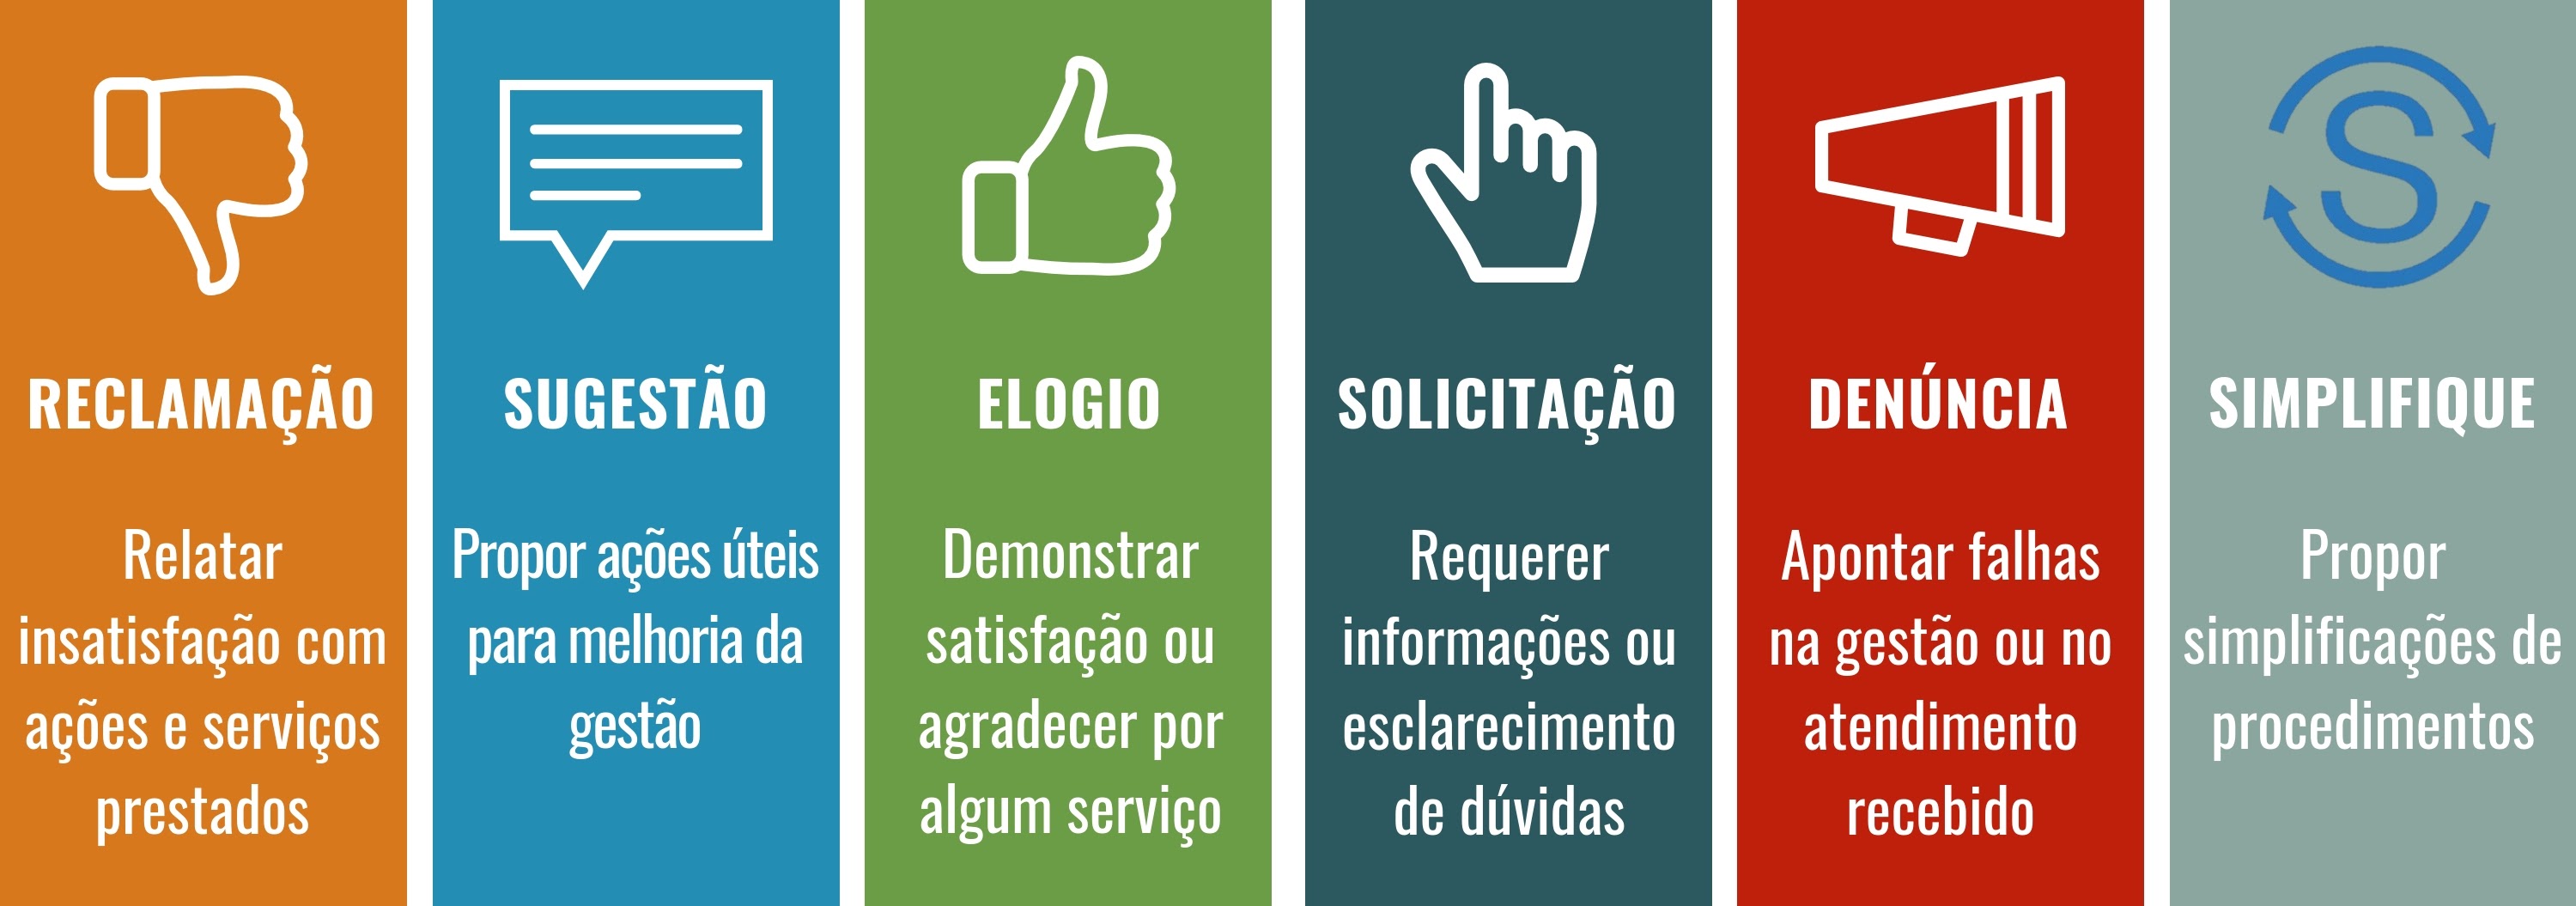 S
RECLAMAÇÃO
Relatar
insatisfação com
ações e serviços
prestados
SUGESTÃO
Propor ações úteis
para melhoria da
gestão
ELOGIO
Demonstrar
satisfação ou
agradecer por
algum serviço
SOLICITAÇÃO
Requerer
informações ou
esclarecimento
de dúvidas
DENÚNCIA
Apontar falhas
na gestão ou no
atendimento
recebido
SIMPLIFIQUE
Propor
simplificações de
procedimentos